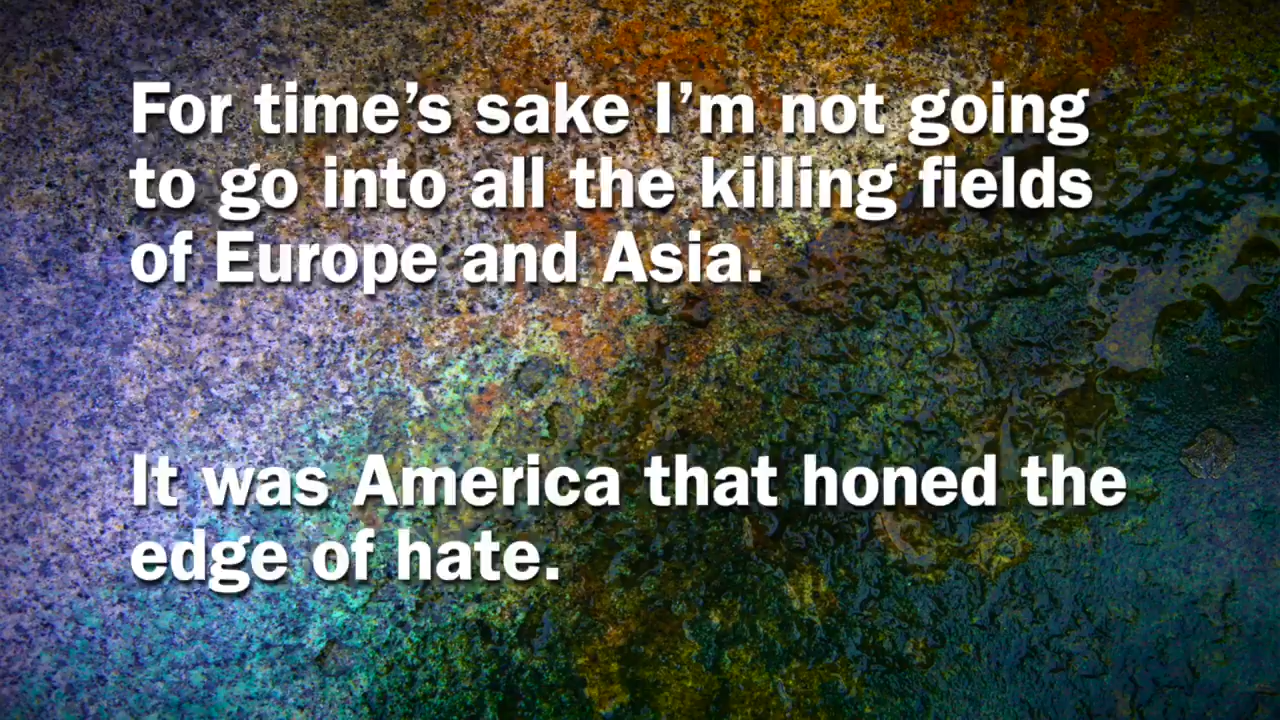 For time’s sake I’m not going
to go into all the killing fields
of Europe and Asia.
It was America that honed the
edge of hate.